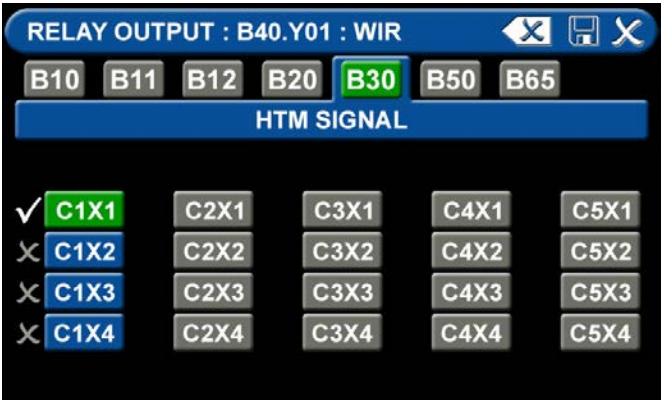 RELAY OUTPUT : B40.Y01 : WIR
B10 B11 B12 B20 B30 B50 B65
HTM SIGNAL
C1X1 C2X1 C3X1 C4X1 C5X1
C1X2 C2X2 C3X2 C4X2 C5X2
C1X3 C2X3 C3X3 C4X3 C5X3
C1X4 C2X4 C3X4 C4X4 C5X4